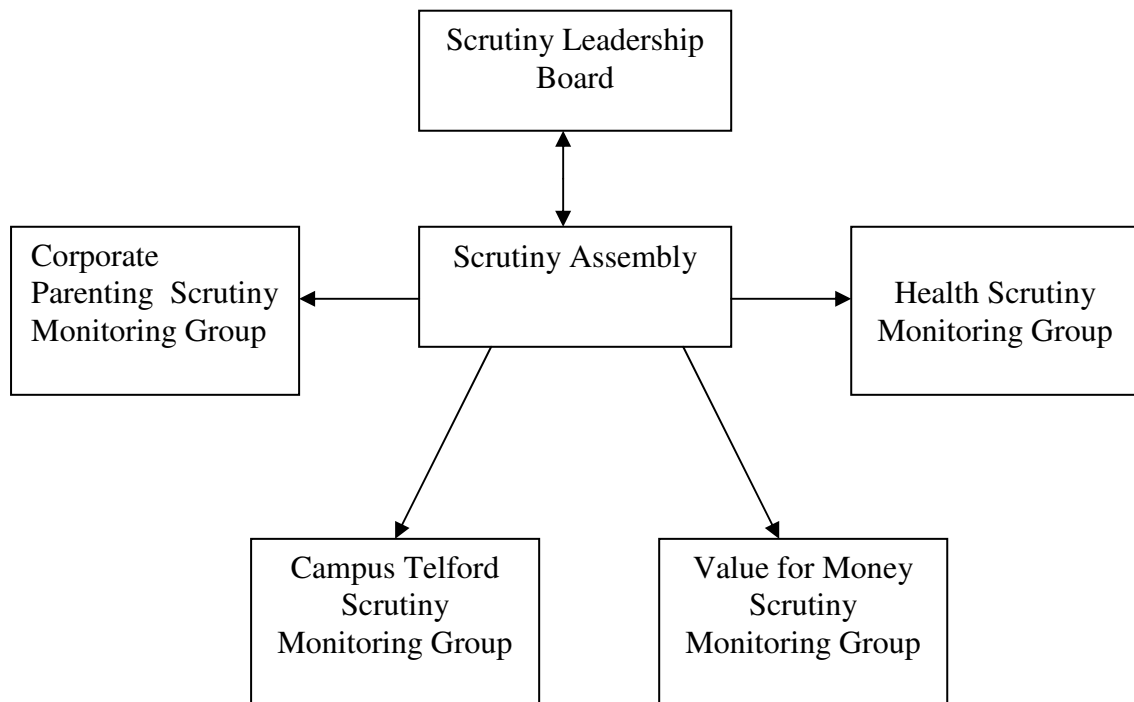 Scrutiny Leadership
Board
Scrutiny Assembly
Corporate
Parenting Scrutiny
Monitoring Group
Health Scrutiny
Monitoring Group
Campus Telford
Scrutiny
Monitoring Group
Value for Money
Scrutiny
Monitoring Group